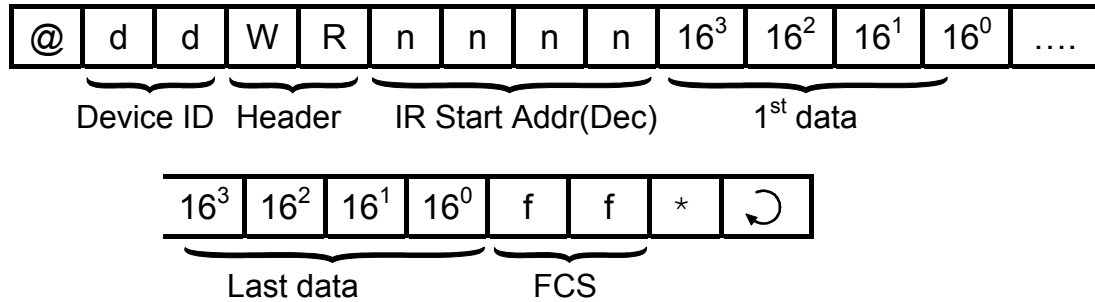 @ d d W R n n n n 16³ 16² 16¹ 16⁰ ....
Device ID Header IR Start Addr(Dec) 1ˢᵗ data
16³ 16² 16¹ 16⁰ f f *
Last data FCS